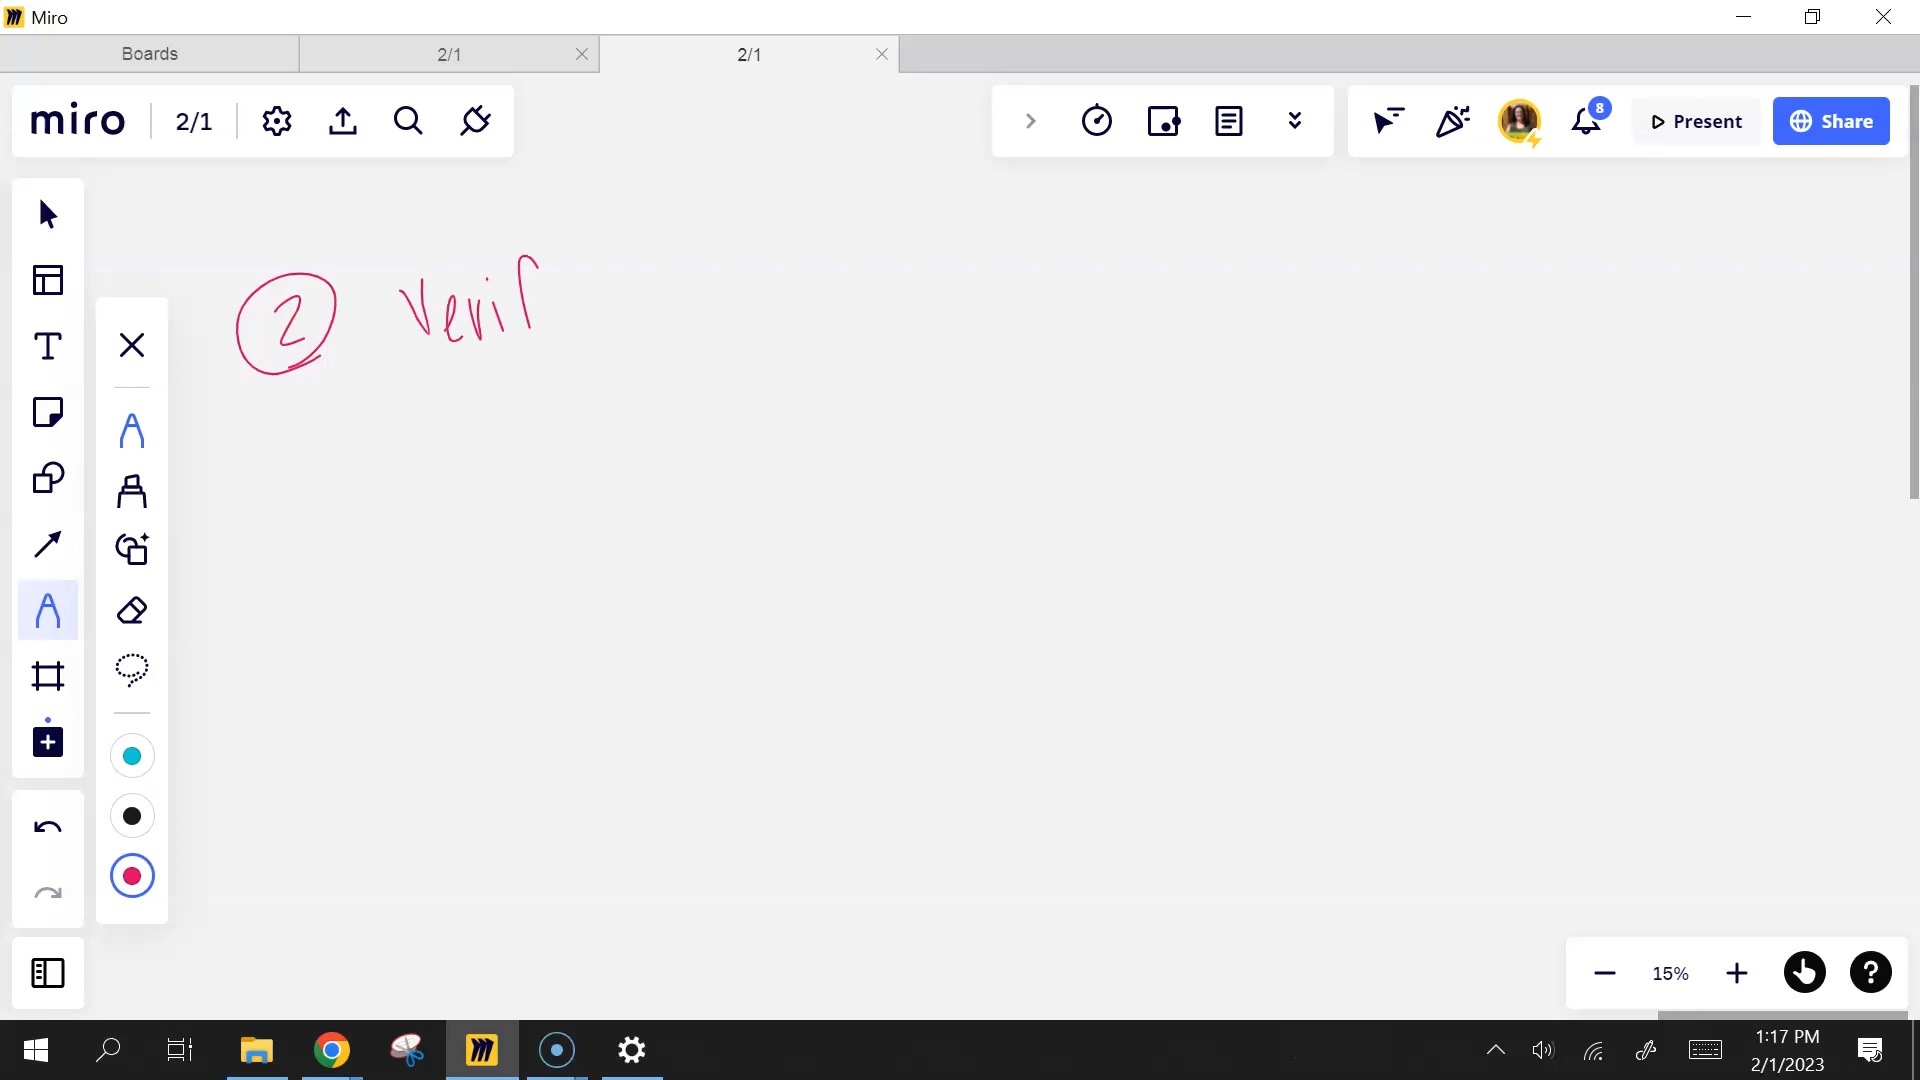 Miro
Boards 2/1 2/1
miro 2/1 8 Present Share
2 Verif
15%
1:17 PM
2/1/2023